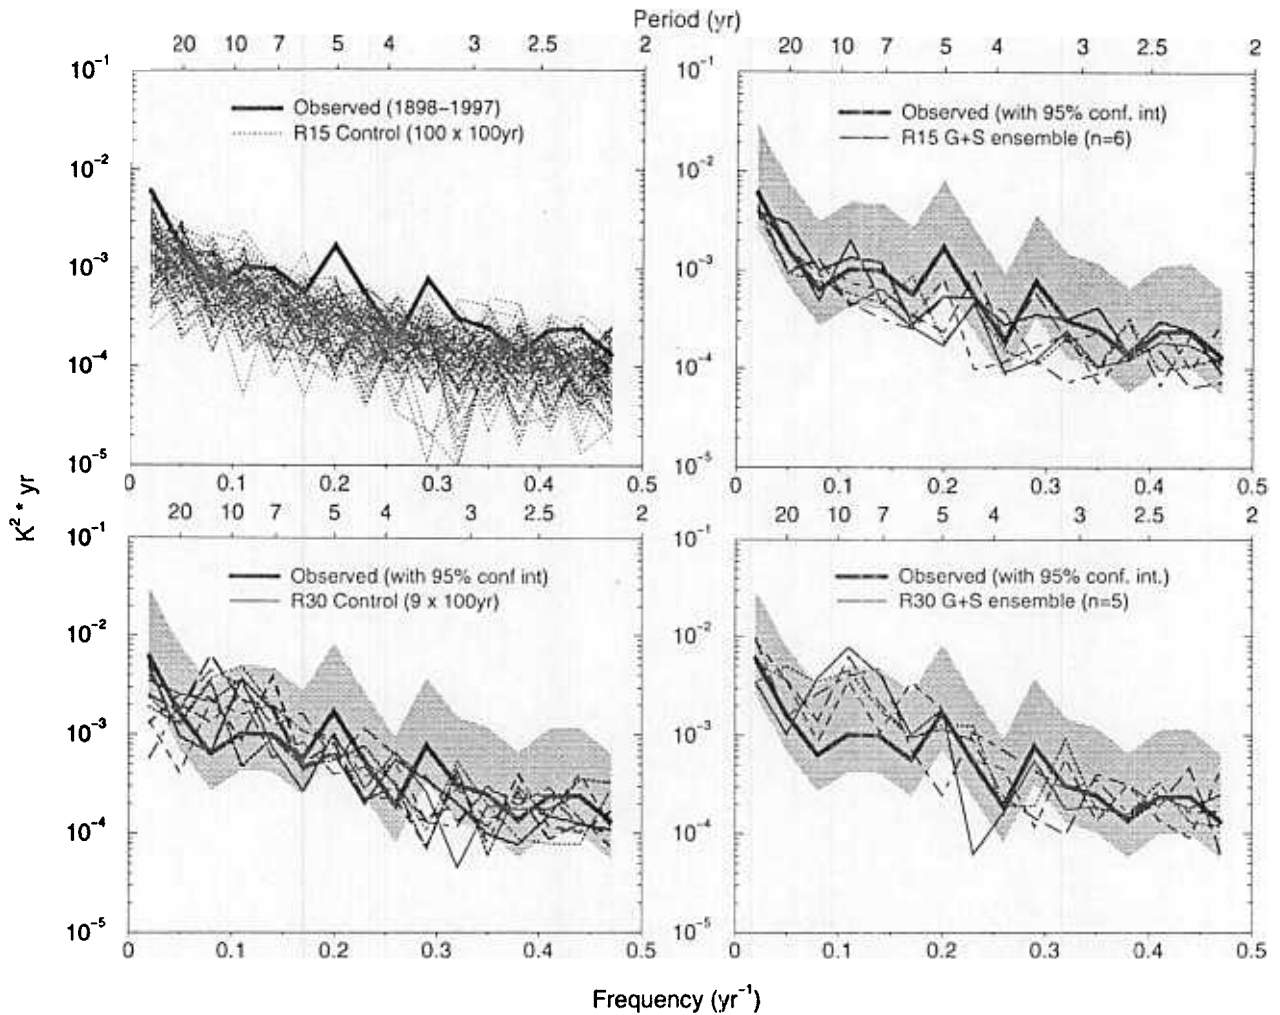 Period (yr)
20 10 7 5 4 3 2.5 2
20 10 7 5 4 3 2.5 2
10⁻¹
Observed (1898–1997)
R15 Control (100 x 100yr)
10⁻²
10⁻³
10⁻⁴
10⁻⁵
0 0.1 0.2 0.3 0.4 0.5
10⁻¹
Observed (with 95% conf. int)
R15 G+S ensemble (n=6)
10⁻²
10⁻³
10⁻⁴
10⁻⁵
0 0.1 0.2 0.3 0.4 0.5
K² * yr
20 10 7 5 4 3 2.5 2
20 10 7 5 4 3 2.5 2
10⁻¹
Observed (with 95% conf int)
R30 Control (9 x 100yr)
10⁻²
10⁻³
10⁻⁴
10⁻⁵
0 0.1 0.2 0.3 0.4 0.5
10⁻¹
Observed (with 95% conf. int.)
R30 G+S ensemble (n=5)
10⁻²
10⁻³
10⁻⁴
10⁻⁵
0 0.1 0.2 0.3 0.4 0.5
Frequency (yr⁻¹)